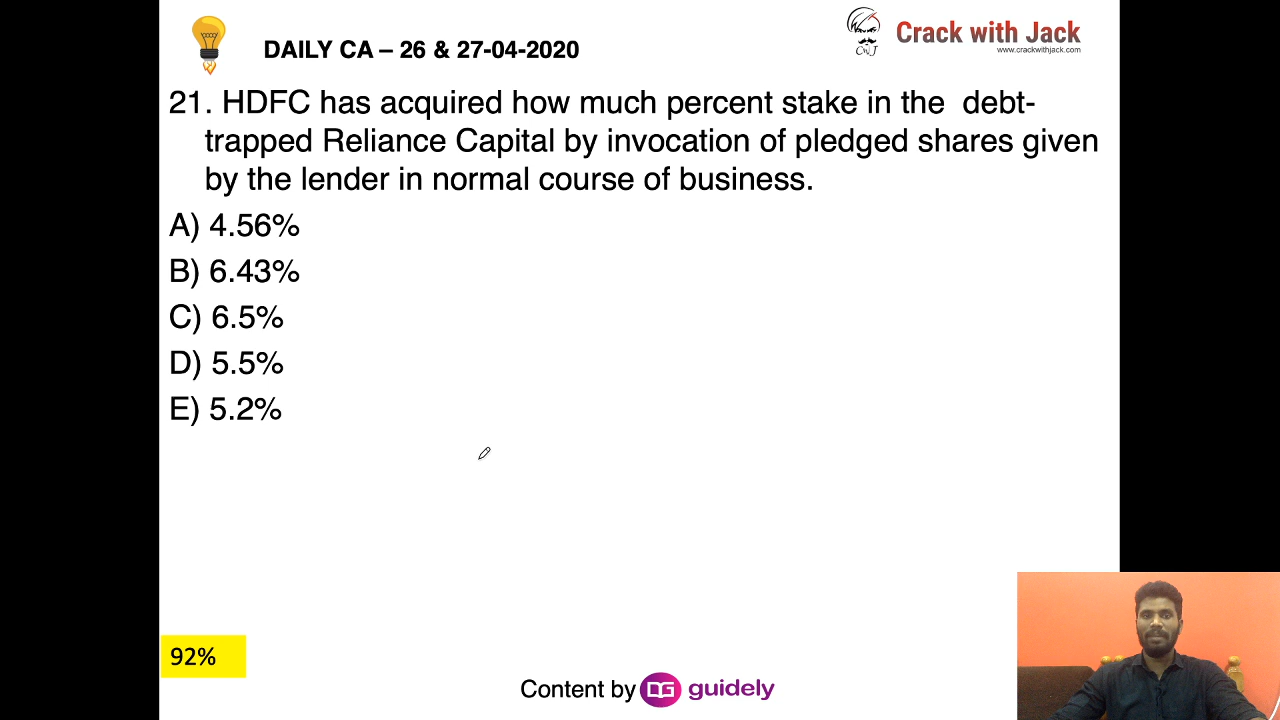 DAILY CA – 26 & 27-04-2020
Crack with Jack
www.crackwithjack.com
CWJ
21. HDFC has acquired how much percent stake in the debt-
trapped Reliance Capital by invocation of pledged shares given
by the lender in normal course of business.
A) 4.56%
B) 6.43%
C) 6.5%
D) 5.5%
E) 5.2%
92%
Content by DG guidely